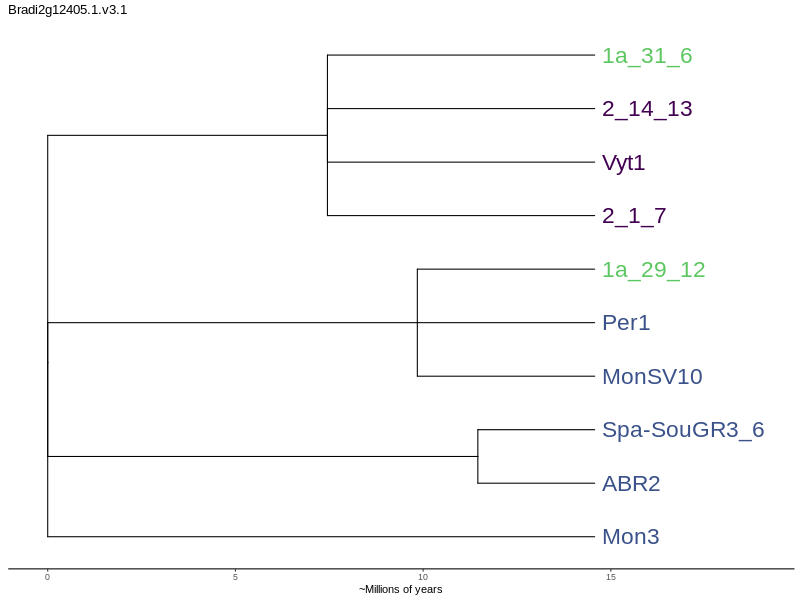 Bradi2g12405.1.v3.1
1a_31_6
2_14_13
Vyt1
2_1_7
1a_29_12
Per1
MonSV10
Spa-SouGR3_6
ABR2
Mon3
0 5 10 15
~Millions of years